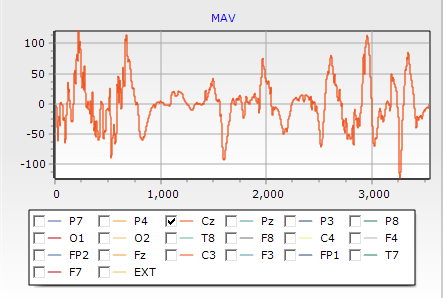 MAV
100
50
0
-50
-100
0 1,000 2,000 3,000
P7 P4 Cz Pz P3 P8
O1 O2 T8 F8 C4 F4
FP2 Fz C3 F3 FP1 T7
F7 EXT